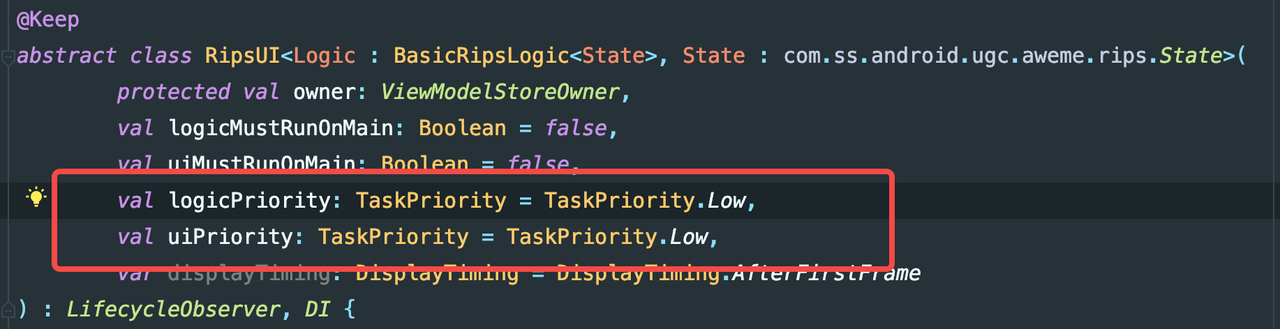 @Keep
abstract class RipsUI<Logic : BasicRipsLogic<State>, State : com.ss.android.ugc.aweme.rips.State>(
protected val owner: ViewModelStoreOwner,
val logicMustRunOnMain: Boolean = false,
val uiMustRunOnMain: Boolean = false,
val logicPriority: TaskPriority = TaskPriority.Low,
val uiPriority: TaskPriority = TaskPriority.Low,
var displayTiming: DisplayTiming = DisplayTiming.AfterFirstFrame
) : LifecycleObserver, DI {